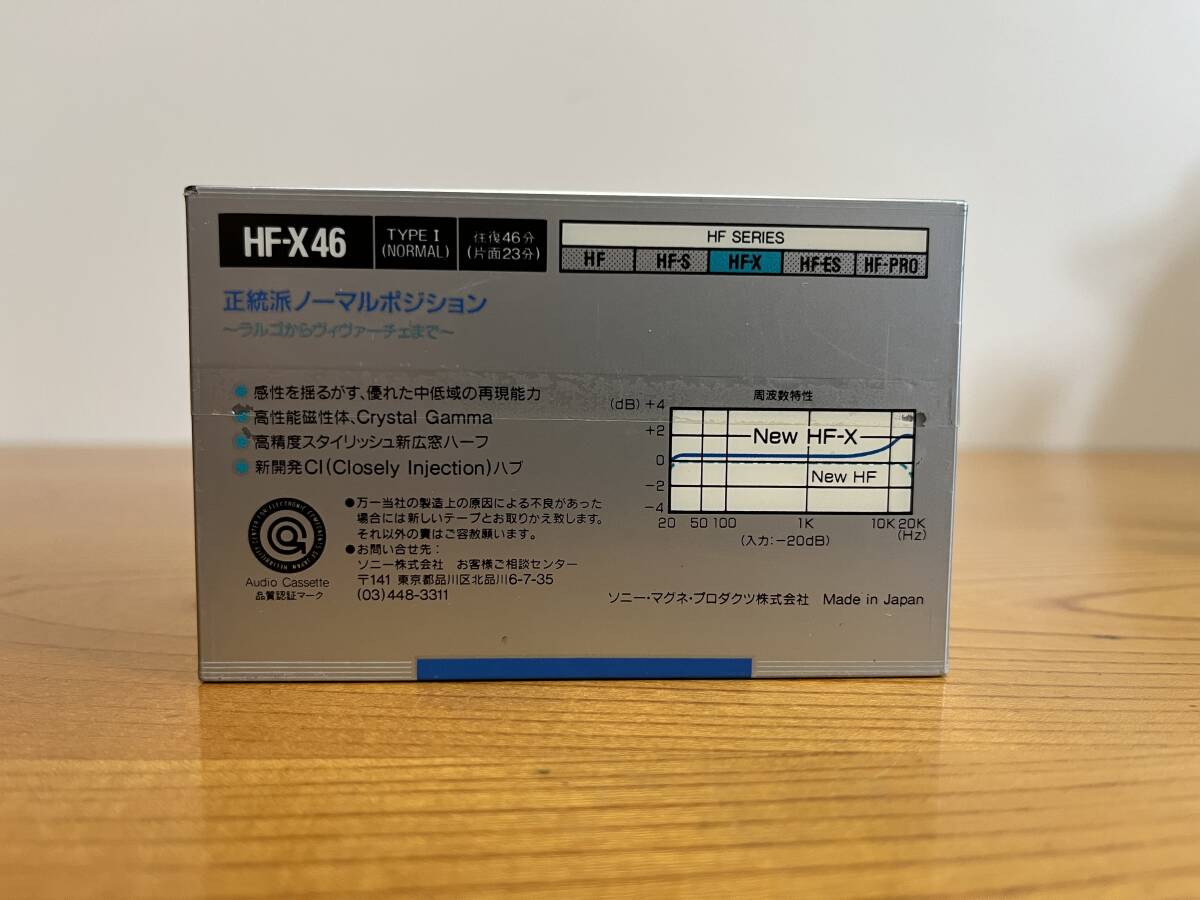 HF-X46
TYPE I
(NORMAL)
往復46分
(片面23分)
HF SERIES
HF HF-S HF-X HF-ES HF-PRO
正統派ノーマルポジション
〜ラルゴからヴィヴァーチェまで〜
●感性を揺るがす、優れた中低域の再現能力
●高性能磁性体、Crystal Gamma
●高精度スタイリッシュ新広窓ハーフ
●新開発CI(Closely Injection)ハブ
周波数特性
(dB) +4
+2
0
-2
-4
New HF-X
New HF
20 50 100 1K 10K 20K
(Hz)
(入力:-20dB)
RELIABILITY CENTER FOR ELECTRONIC COMPONENTS OF JAPAN
Audio Cassette
品質認証マーク
●万一当社の製造上の原因による不良があった
場合には新しいテープとお取りかえ致します。
それ以外の責はご容赦願います。
●お問い合せ先:
ソニー株式会社 お客様ご相談センター
〒141 東京都品川区北品川6-7-35
(03)448-3311
ソニー・マグネ・プロダクツ株式会社 Made in Japan